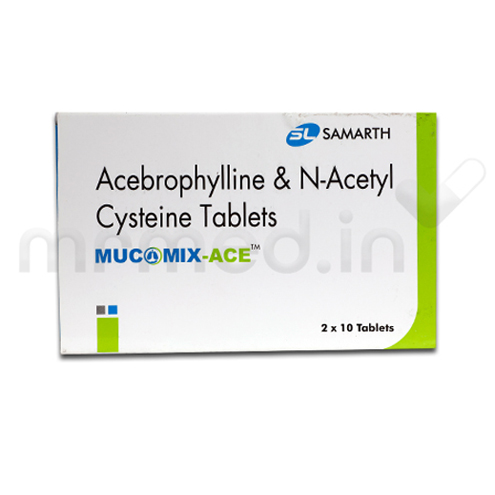 SL SAMARTH
Acebrophylline & N-Acetyl
Cysteine Tablets
MUCOMIX-ACE™
mrmed.in
2 x 10 Tablets